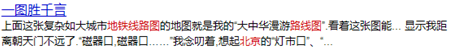 一图胜千言
上面这张复杂如大城市地铁线路图的地图就是我的“大中华漫游路线图”.看着这张图能... 显示我距
离朝天门不远了.“磁器口,磁器口……”我念叨着,想起北京的“灯市口”、“...